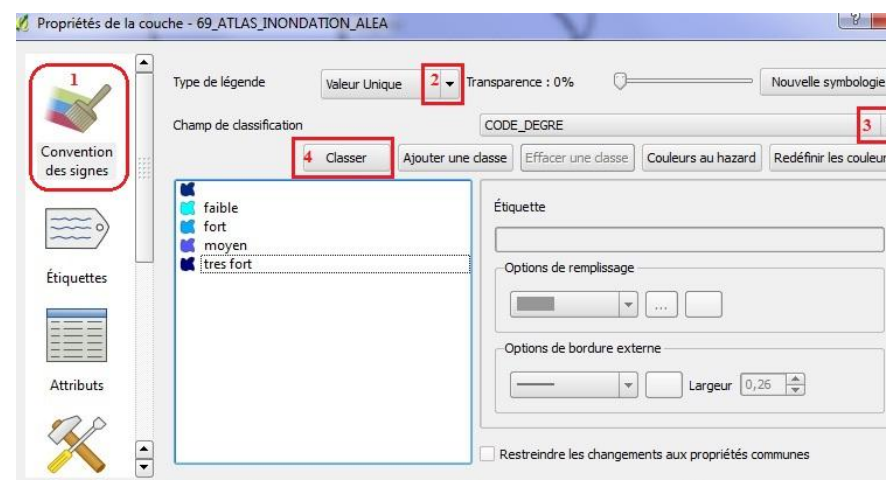 Propriétés de la couche - 69_ATLAS_INONDATION_ALEA
?
1
Convention
des signes
Étiquettes
Attributs
Type de légende Valeur Unique 2 Transparence : 0% Nouvelle symbologie
Champ de classification CODE_DEGRE 3
4 Classer Ajouter une classe Effacer une classe Couleurs au hazard Redéfinir les couleur
faible
fort
moyen
tres fort
Étiquette
Options de remplissage
...
Options de bordure externe
Largeur 0,26
Restreindre les changements aux propriétés communes